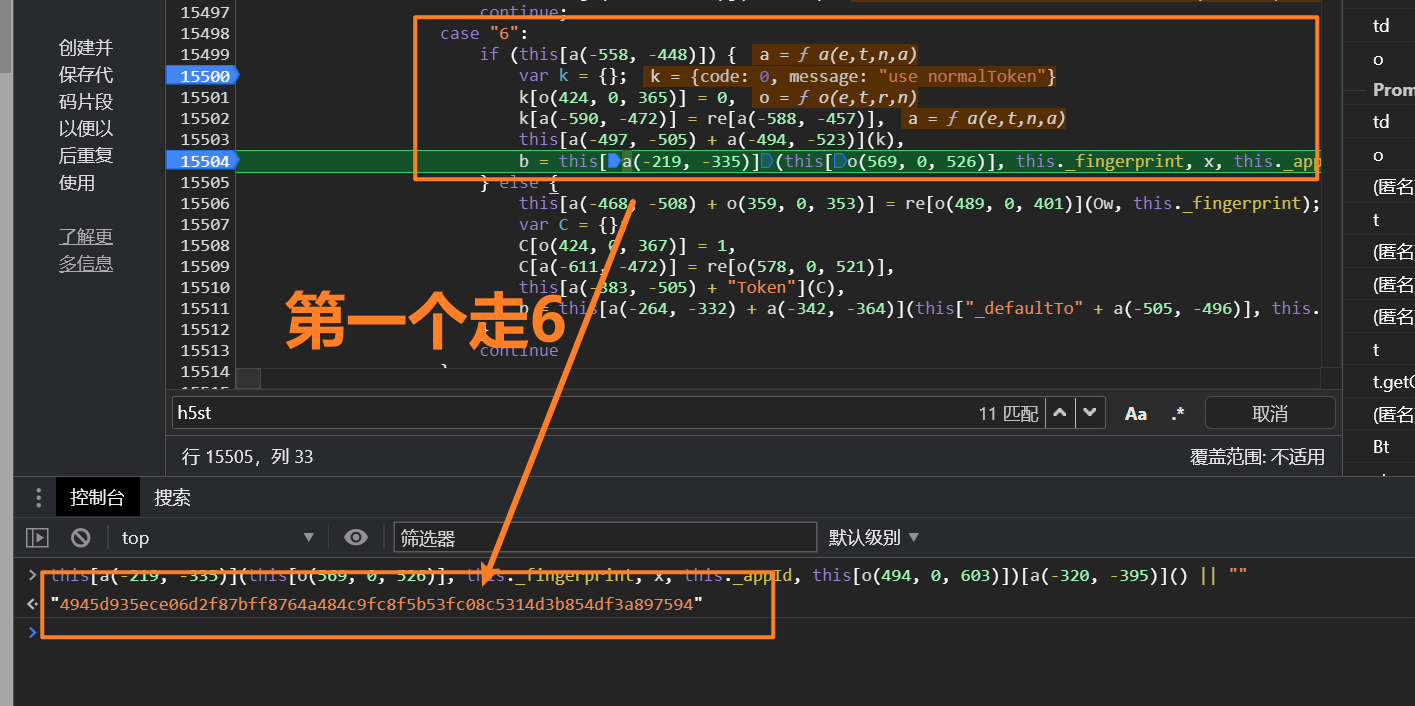 创建并
保存代
码片段
以便以
后重复
使用
了解更
多信息
15497 continue;
15498 case "6":
15499 if (this[a(-558, -448)]) { a = ƒ a(e,t,n,a)
15500 var k = {}; k = {code: 0, message: "use normalToken"}
15501 k[o(424, 0, 365)] = 0, o = ƒ o(e,t,r,n)
15502 k[a(-590, -472)] = re[a(-588, -457)], a = ƒ a(e,t,n,a)
15503 this[a(-497, -505) + a(-494, -523)](k),
15504 b = this[a(-219, -335)](this[o(569, 0, 526)], this._fingerprint, x, this._app
15505 } else {
15506 this[a(-468, -508) + o(359, 0, 353)] = re[o(489, 0, 401)](Ow, this._fingerprint);
15507 var C = {};
15508 C[o(424, 0, 367)] = 1,
15509 C[a(-611, -472)] = re[o(578, 0, 521)],
15510 this[a(-383, -505) + "Token"](C),
15511 b = this[a(-264, -332) + a(-342, -364)](this["_defaultTo" + a(-505, -496)], this.
15512 }
15513 continue
15514
第一个走6
h5st 11 匹配 Aa .* 取消
行 15505，列 33 覆盖范围: 不适用
td
o
Prom
td
o
(匿名
t
(匿名
(匿名
(匿名
t
t.get
(匿名
Bt
控制台 搜索
top 筛选器 默认级别
this[a(-219, -335)](this[o(569, 0, 526)], this._fingerprint, x, this._appId, this[o(494, 0, 603)])[a(-320, -395)]() || ""
"4945d935ece06d2f87bff8764a484c9fc8f5b53fc08c5314d3b854df3a897594"